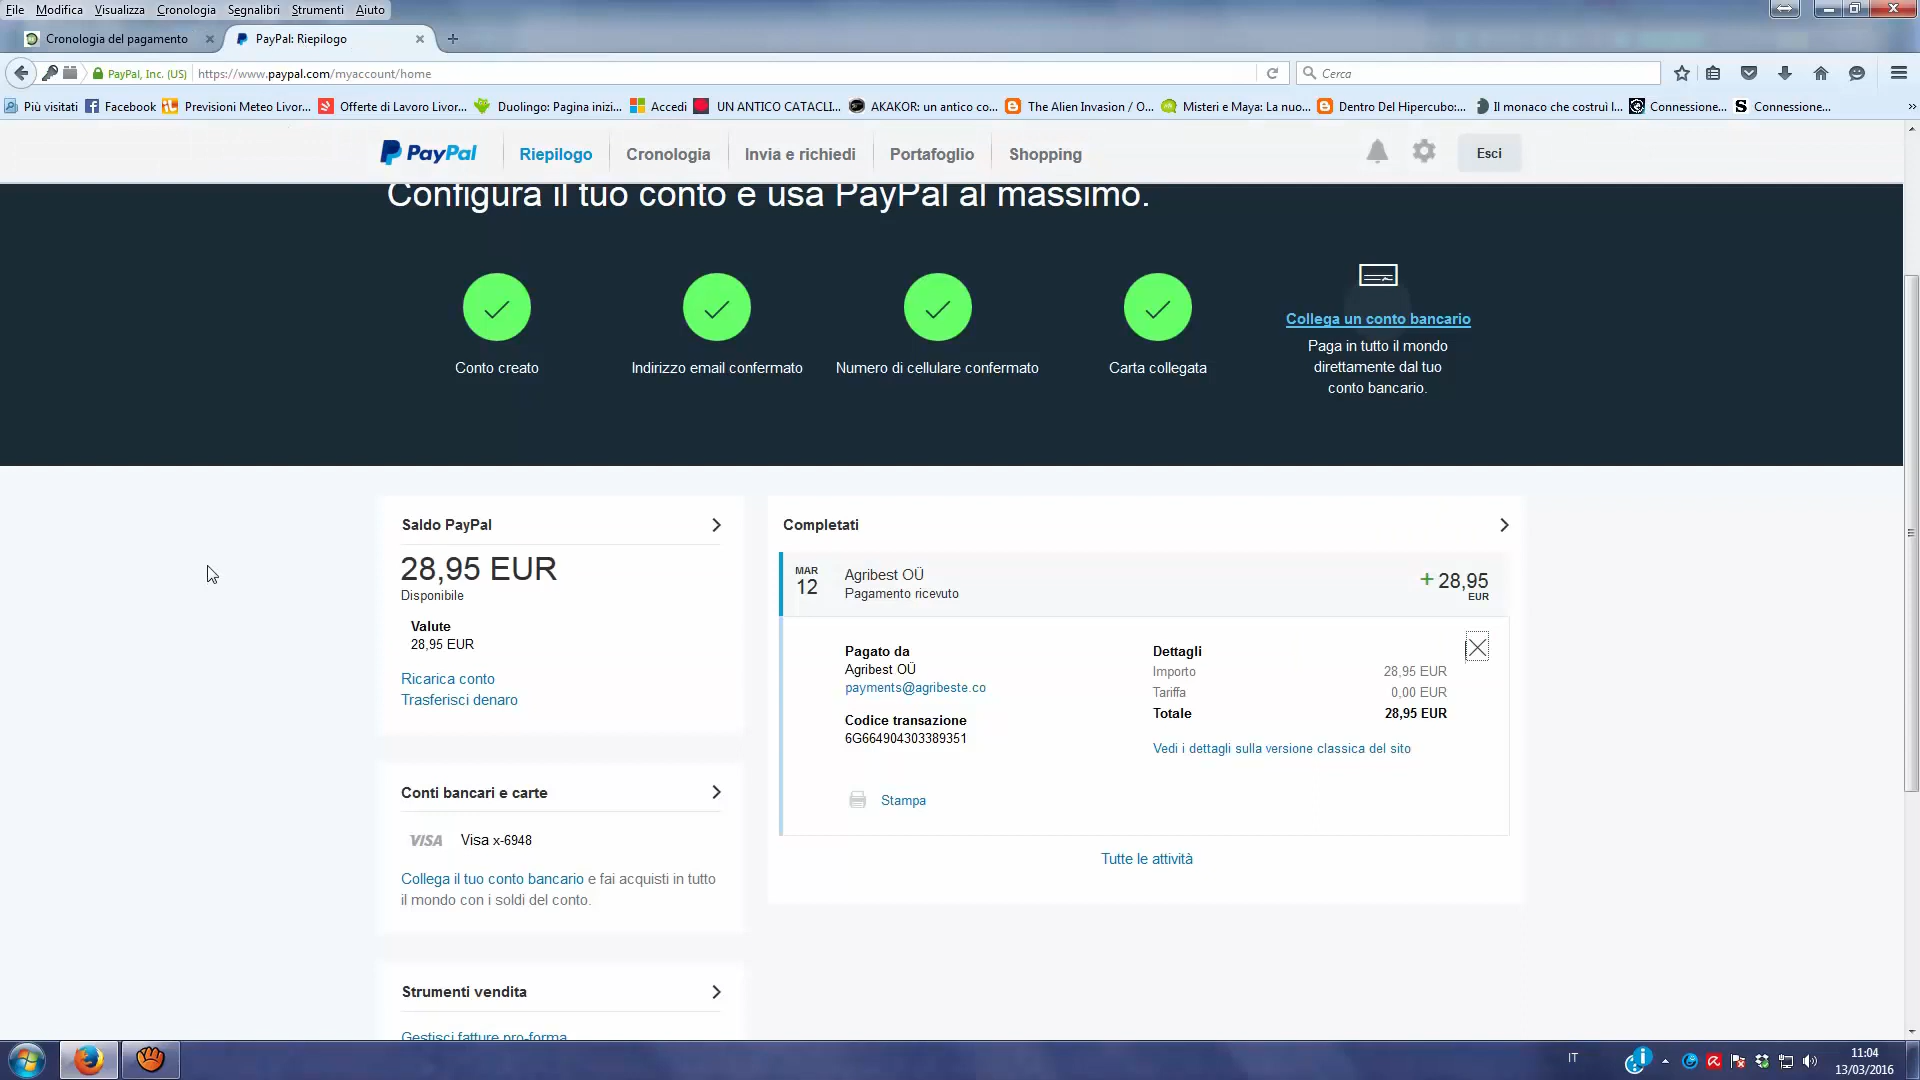 File Modifica Visualizza Cronologia Segnalibri Strumenti Aiuto
Cronologia del pagamento
PayPal: Riepilogo
PayPal, Inc. (US)
https://www.paypal.com/myaccount/home
Cerca
Più visitati
Facebook
Previsioni Meteo Livor...
Offerte di Lavoro Livor...
Duolingo: Pagina inizi...
Accedi
UN ANTICO CATACLI...
AKAKOR: un antico co...
The Alien Invasion / O...
Misteri e Maya: La nuo...
Dentro Del Hipercubo:...
Il monaco che costruì l...
Connessione...
Connessione...
PayPal
Riepilogo
Cronologia
Invia e richiedi
Portafoglio
Shopping
Esci
Configura il tuo conto e usa PayPal al massimo.
Conto creato
Indirizzo email confermato
Numero di cellulare confermato
Carta collegata
Collega un conto bancario
Paga in tutto il mondo
direttamente dal tuo
conto bancario.
Saldo PayPal
28,95 EUR
Disponibile
Valute
28,95 EUR
Ricarica conto
Trasferisci denaro
Conti bancari e carte
VISA Visa x-6948
Collega il tuo conto bancario e fai acquisti in tutto
il mondo con i soldi del conto.
Strumenti vendita
Gestisci fatture pro-forma
Completati
MAR
12
Agribest OÜ
Pagamento ricevuto
+ 28,95
EUR
Pagato da
Agribest OÜ
payments@agribeste.co
Codice transazione
6G664904303389351
Stampa
Dettagli
Importo 28,95 EUR
Tariffa 0,00 EUR
Totale 28,95 EUR
Vedi i dettagli sulla versione classica del sito
Tutte le attività
IT
11:04
13/03/2016